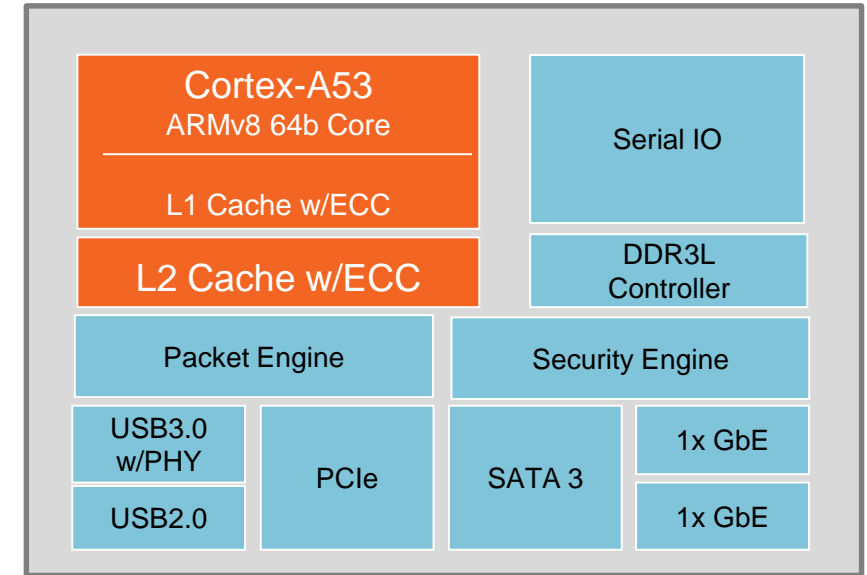 Cortex-A53
ARMv8 64b Core
L1 Cache w/ECC
L2 Cache w/ECC
Serial IO
DDR3L
Controller
Packet Engine
Security Engine
USB3.0
w/PHY
USB2.0
PCIe
SATA 3
1x GbE
1x GbE